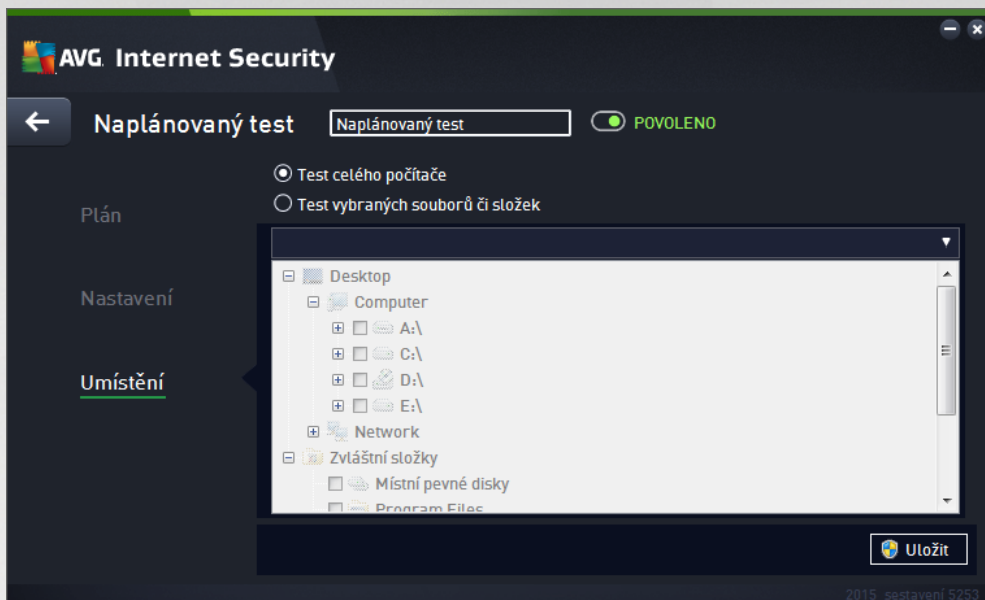 AVG. Internet Security
Naplánovaný test
Naplánovaný test
POVOLENO
Test celého počítače
Test vybraných souborů či složek
Plán
Nastavení
Umístění
Desktop
Computer
A:\
C:\
D:\
E:\
Network
Zvláštní složky
Místní pevné disky
Program Files
Uložit
2015 sestavení 5253